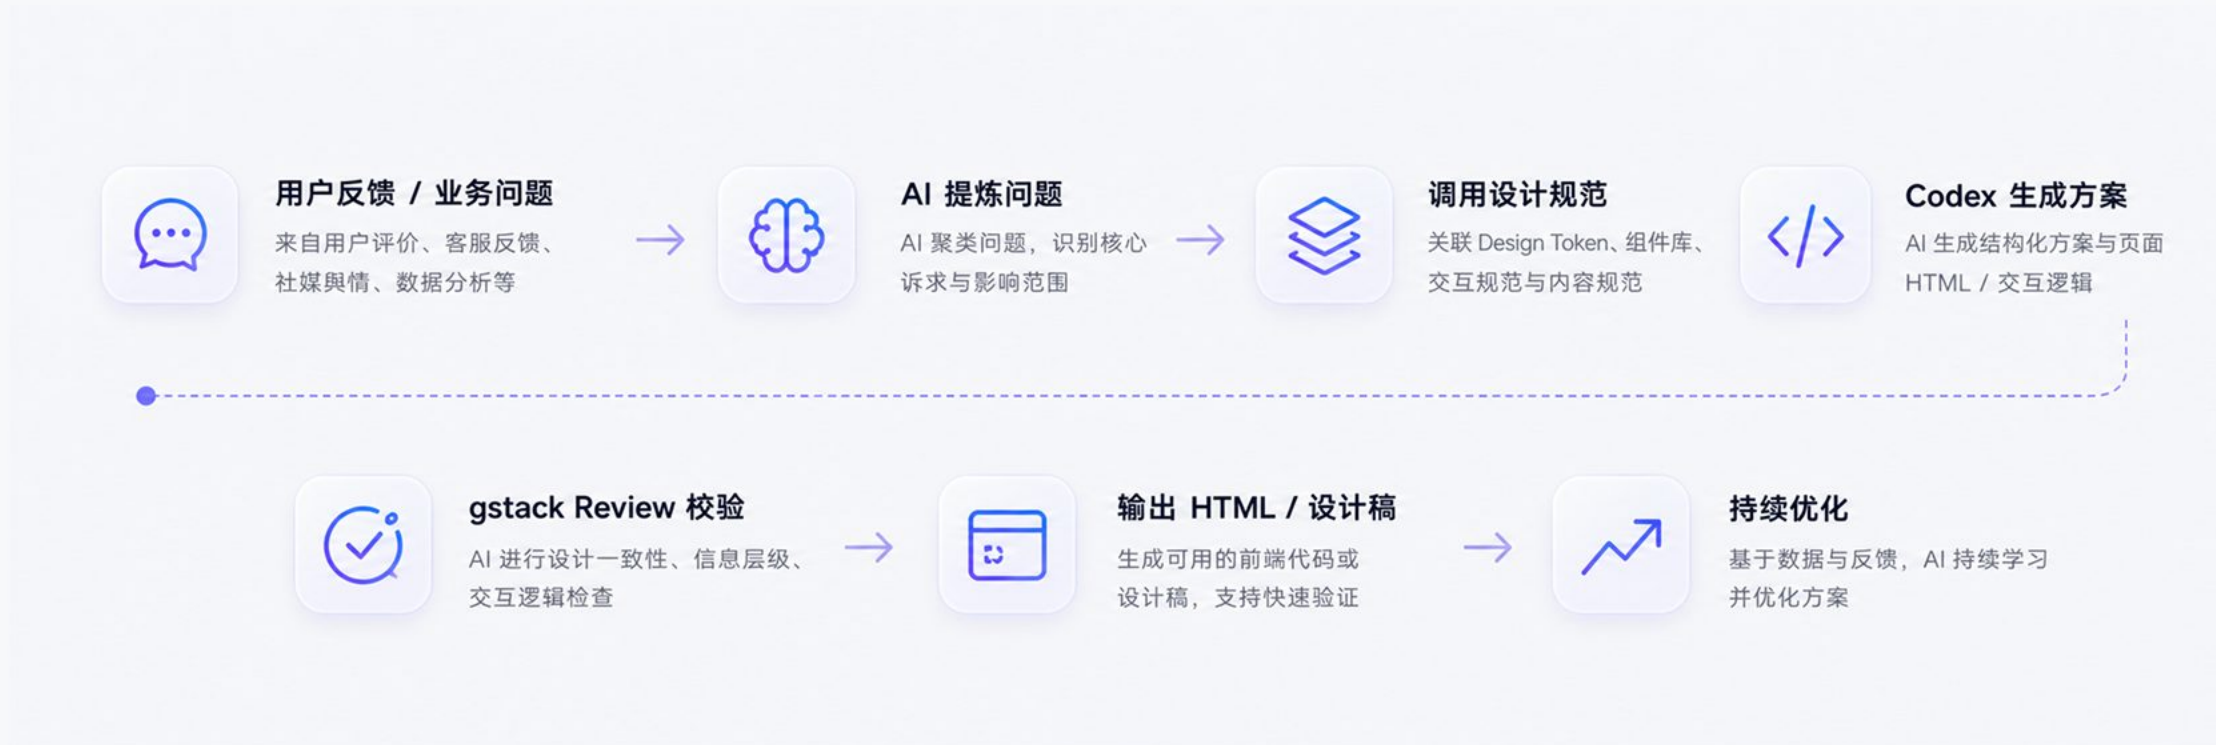 用户反馈 / 业务问题
来自用户评价、客服反馈、
社媒舆情、数据分析等
AI 提炼问题
AI 聚类问题，识别核心
诉求与影响范围
调用设计规范
关联 Design Token、组件库、
交互规范与内容规范
Codex 生成方案
AI 生成结构化方案与页面
HTML / 交互逻辑
gstack Review 校验
AI 进行设计一致性、信息层级、
交互逻辑检查
输出 HTML / 设计稿
生成可用的前端代码或
设计稿，支持快速验证
持续优化
基于数据与反馈，AI 持续学习
并优化方案